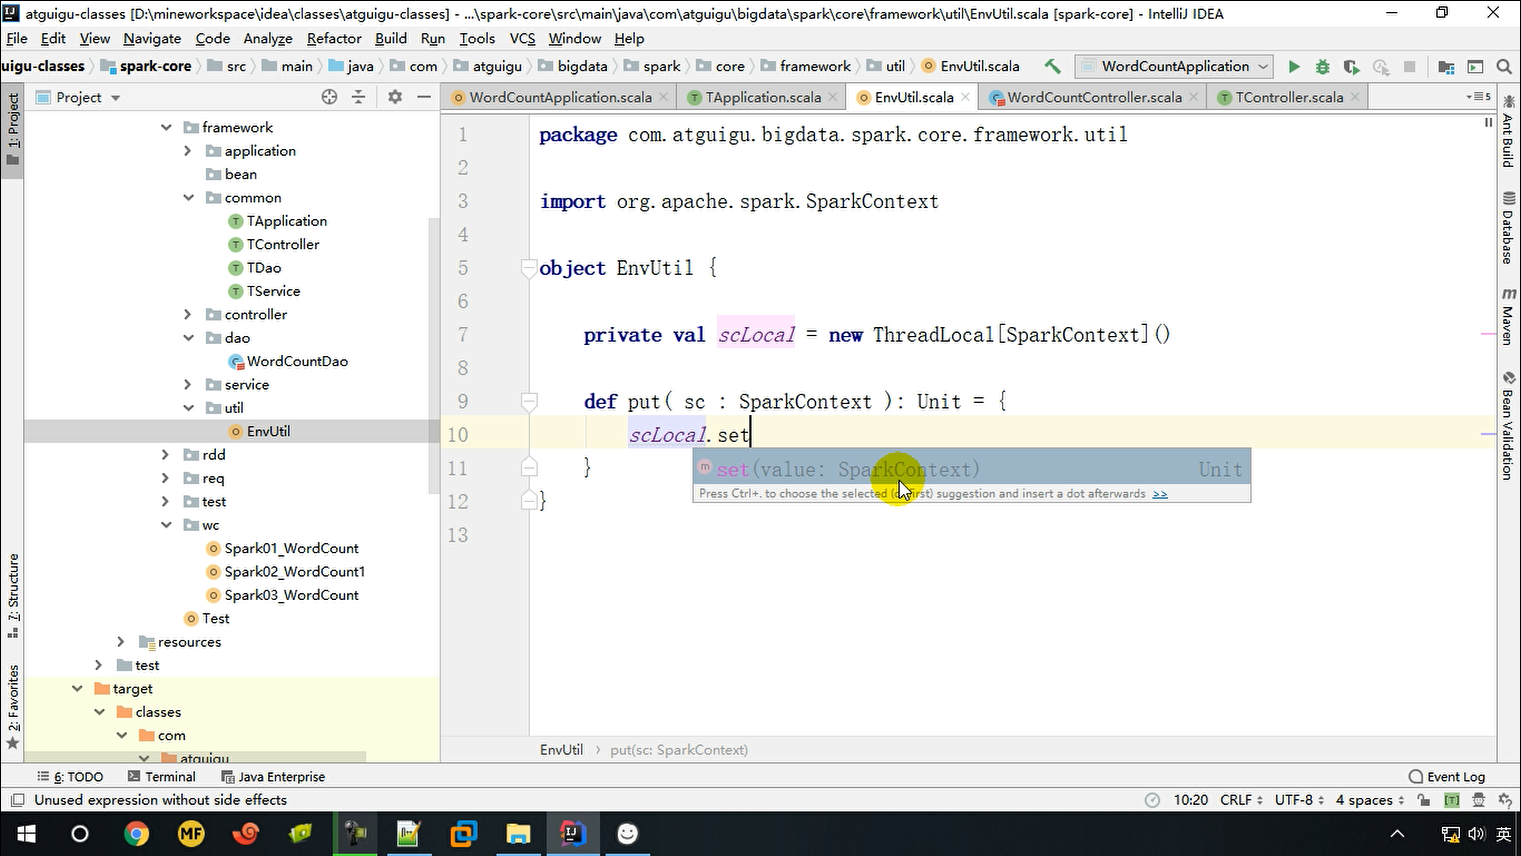 atguigu-classes [D:\mineworkspace\idea\classes\atguigu-classes] - ...\spark-core\src\main\java\com\atguigu\bigdata\spark\core\framework\util\EnvUtil.scala [spark-core] - IntelliJ IDEA
File Edit View Navigate Code Analyze Refactor Build Run Tools VCS Window Help
uigu-classes spark-core src main java com atguigu bigdata spark core framework util EnvUtil.scala WordCountApplication
Project
WordCountApplication.scala TApplication.scala EnvUtil.scala WordCountController.scala TController.scala 5
1: Project
7: Structure
2: Favorites
framework
application
bean
common
TApplication
TController
TDao
TService
controller
dao
WordCountDao
service
util
EnvUtil
rdd
req
test
wc
Spark01_WordCount
Spark02_WordCount1
Spark03_WordCount
Test
resources
test
target
classes
com
atguigu
1 package com.atguigu.bigdata.spark.core.framework.util
2
3 import org.apache.spark.SparkContext
4
5 object EnvUtil {
6
7 private val scLocal = new ThreadLocal[SparkContext]()
8
9 def put( sc : SparkContext ): Unit = {
10 scLocal.set
11 }
12 }
13
m set(value: SparkContext) Unit
Press Ctrl+. to choose the selected (or first) suggestion and insert a dot afterwards >>
Ant Build
Database
m Maven
Bean Validation
EnvUtil put(sc: SparkContext)
6: TODO Terminal Java Enterprise Event Log
Unused expression without side effects 10:20 CRLF UTF-8 4 spaces [T]
MF
英